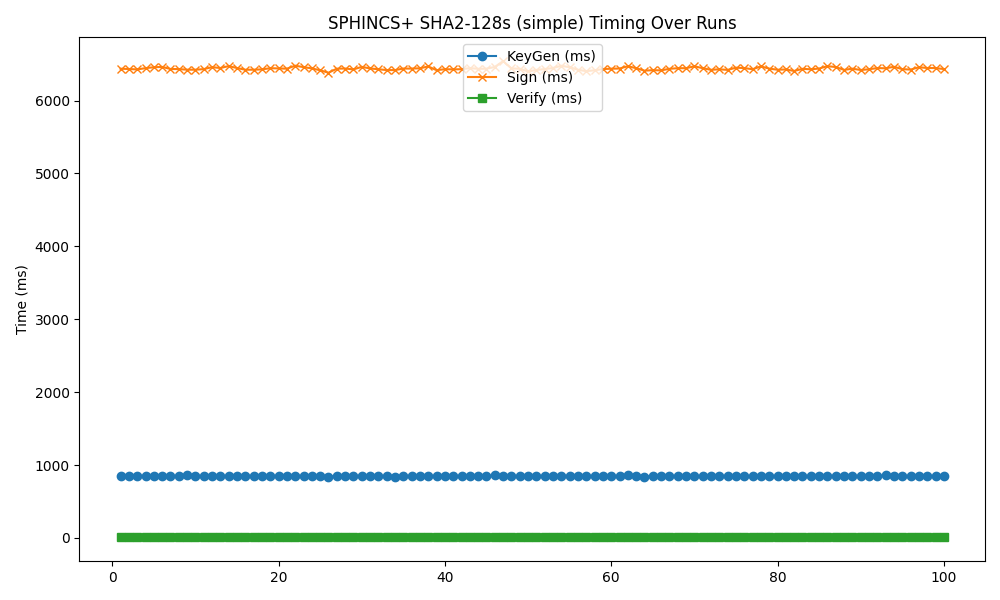 SPHINCS+ SHA2-128s (simple) Timing Over Runs
KeyGen (ms)
Sign (ms)
Verify (ms)
Time (ms)
6000
5000
4000
3000
2000
1000
0
0 20 40 60 80 100